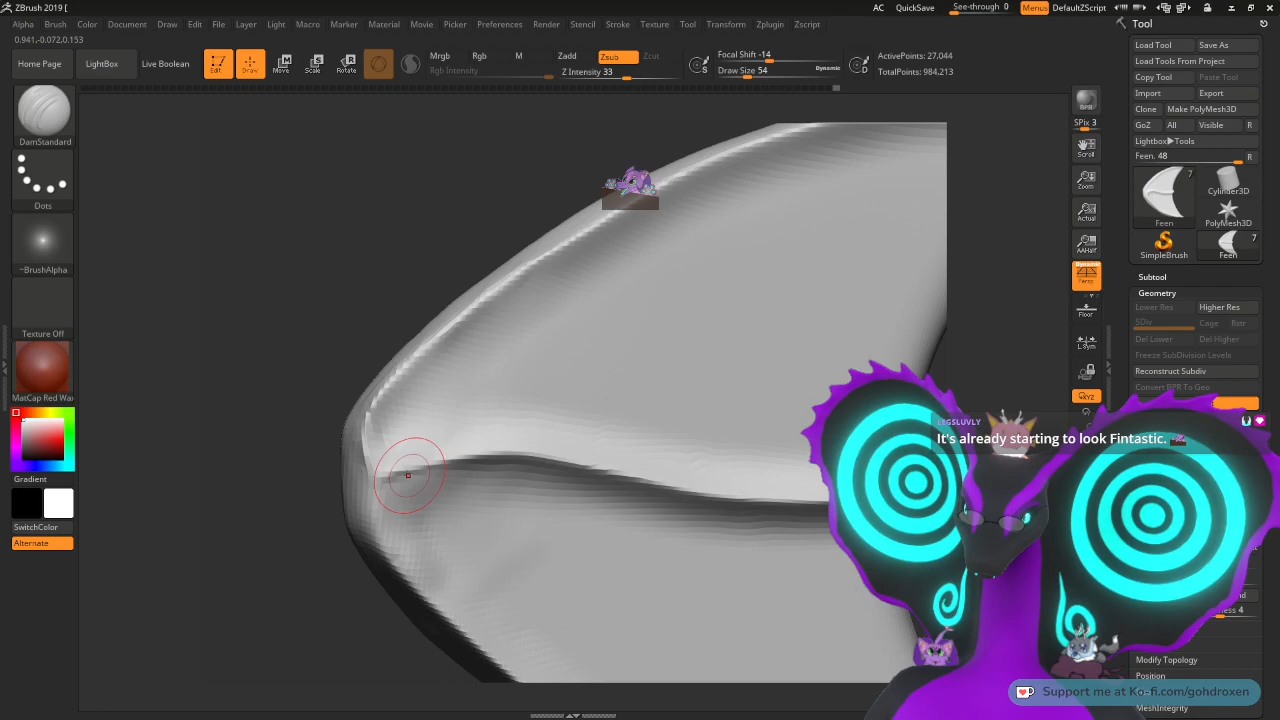 ZBrush 2019 [
AC QuickSave See-through 0 Menus DefaultZScript
Alpha Brush Color Document Draw Edit File Layer Light Macro Marker Material Movie Picker Preferences Render Stencil Stroke Texture Tool Transform Zplugin Zscript
0.941,-0.072,0.153
Home Page LightBox Live Boolean
Edit Draw Move Scale Rotate
Mrgb Rgb M
Rgb Intensity
Zadd Zsub Zcut
Z Intensity 33
Focal Shift -14
Draw Size 54
Dynamic
ActivePoints: 27,044
TotalPoints: 984,213
DamStandard
Dots
~BrushAlpha
Texture Off
MatCap Red Wax
Gradient
SwitchColor
Alternate
BPR
SPix 3
Scroll
Zoom
Actual
AAHalf
Dynamic
Persp
Floor
L.Sym
XYZ
Tool
Load Tool Save As
Load Tools From Project
Copy Tool Paste Tool
Import Export
Clone Make PolyMesh3D
GoZ All Visible R
Lightbox▶Tools
Feen. 48 R
7
Feen
Cylinder3D
PolyMesh3D
SimpleBrush
7
Feen
Subtool
Geometry
Lower Res Higher Res
SDiv Cage Rstr
Del Lower Del Higher
Freeze SubDivision Levels
Reconstruct Subdiv
Convert BPR To Geo
LEGSLUVLY
It's already starting to look Fintastic.
Modify Topology
Position
Support me at Ko-fi.com/gohdroxen
MeshIntegrity